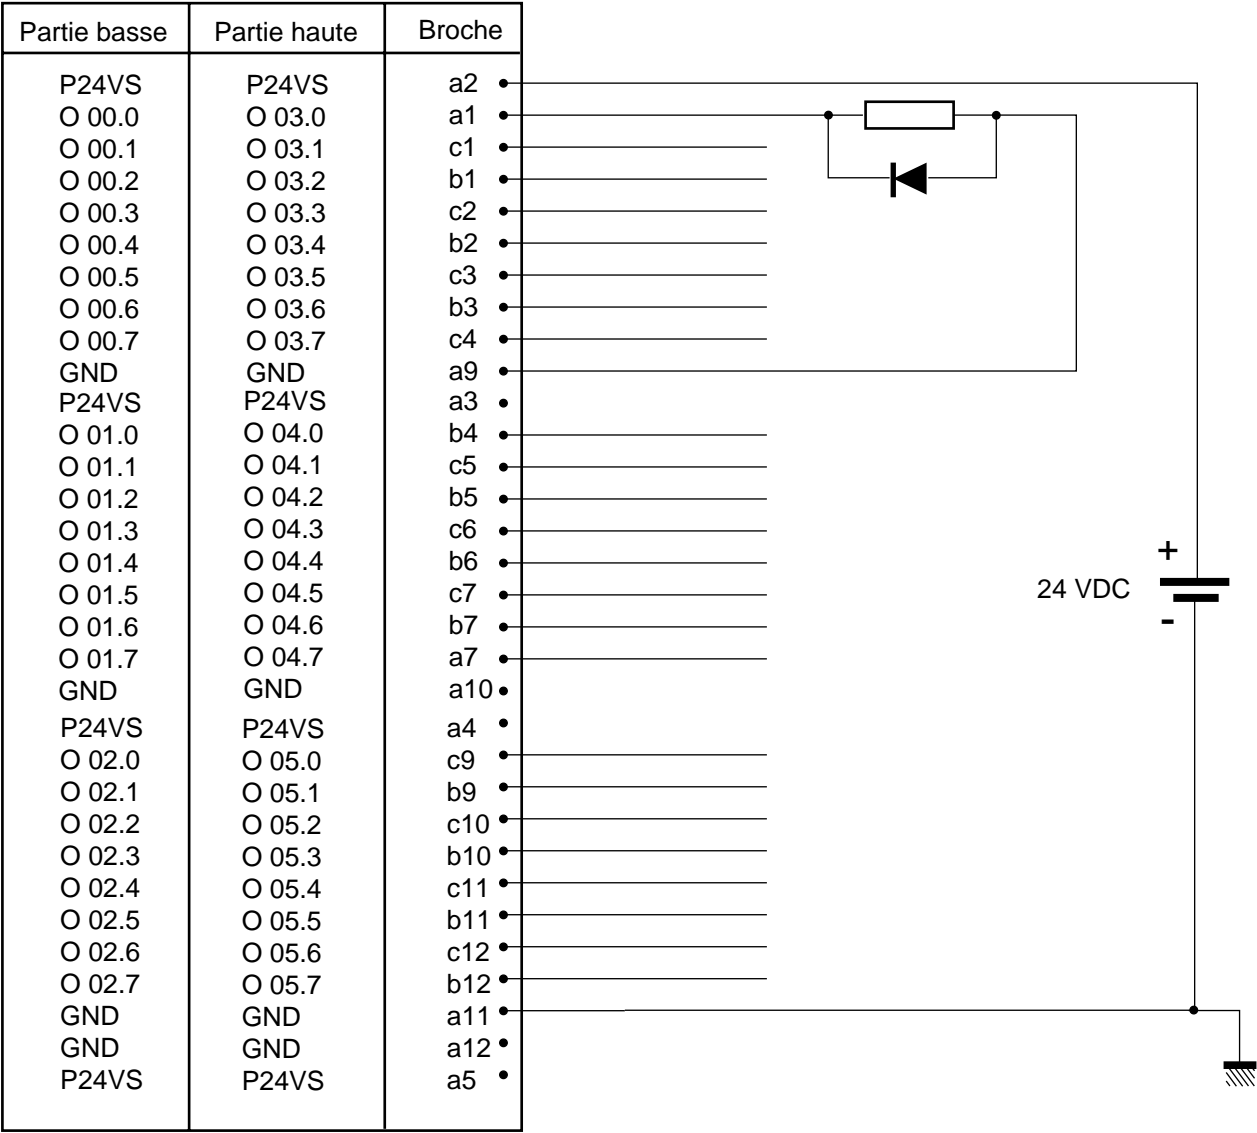 Partie basse Partie haute Broche
P24VS P24VS a2
O 00.0 O 03.0 a1
O 00.1 O 03.1 c1
O 00.2 O 03.2 b1
O 00.3 O 03.3 c2
O 00.4 O 03.4 b2
O 00.5 O 03.5 c3
O 00.6 O 03.6 b3
O 00.7 O 03.7 c4
GND GND a9
P24VS P24VS a3
O 01.0 O 04.0 b4
O 01.1 O 04.1 c5
O 01.2 O 04.2 b5
O 01.3 O 04.3 c6
O 01.4 O 04.4 b6
+
O 01.5 O 04.5 c7 24 VDC
-
O 01.6 O 04.6 b7
O 01.7 O 04.7 a7
GND GND a10
P24VS P24VS a4
O 02.0 O 05.0 c9
O 02.1 O 05.1 b9
O 02.2 O 05.2 c10
O 02.3 O 05.3 b10
O 02.4 O 05.4 c11
O 02.5 O 05.5 b11
O 02.6 O 05.6 c12
O 02.7 O 05.7 b12
GND GND a11
GND GND a12
P24VS P24VS a5